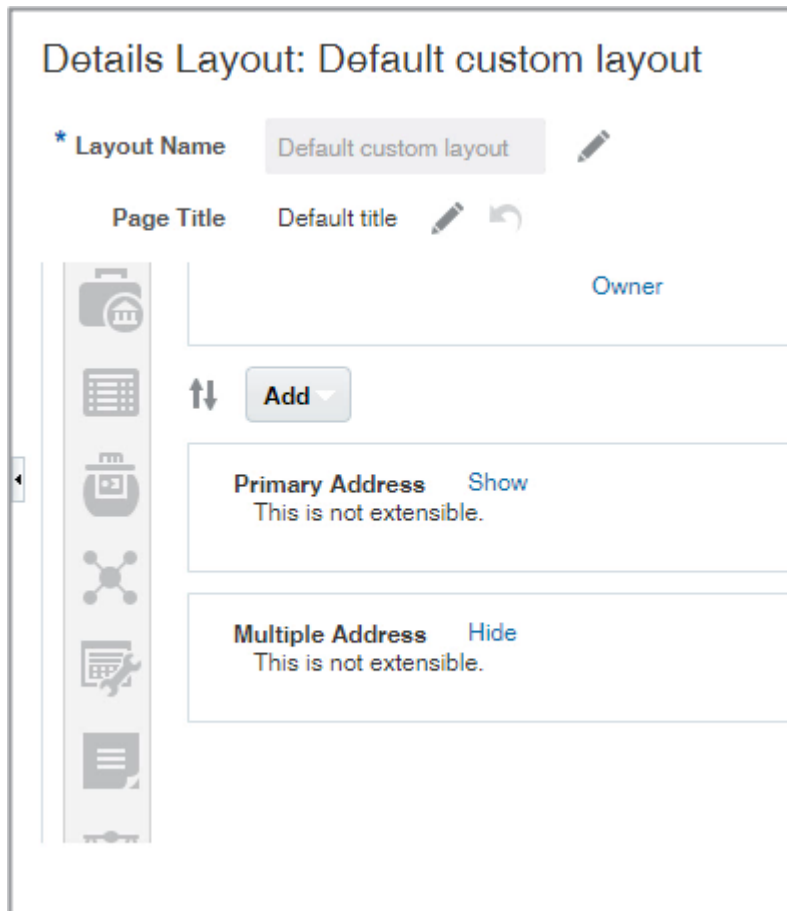 Details Layout: Default custom layout
* Layout Name Default custom layout
Page Title Default title
Owner
Add
Primary Address Show
This is not extensible.
Multiple Address Hide
This is not extensible.